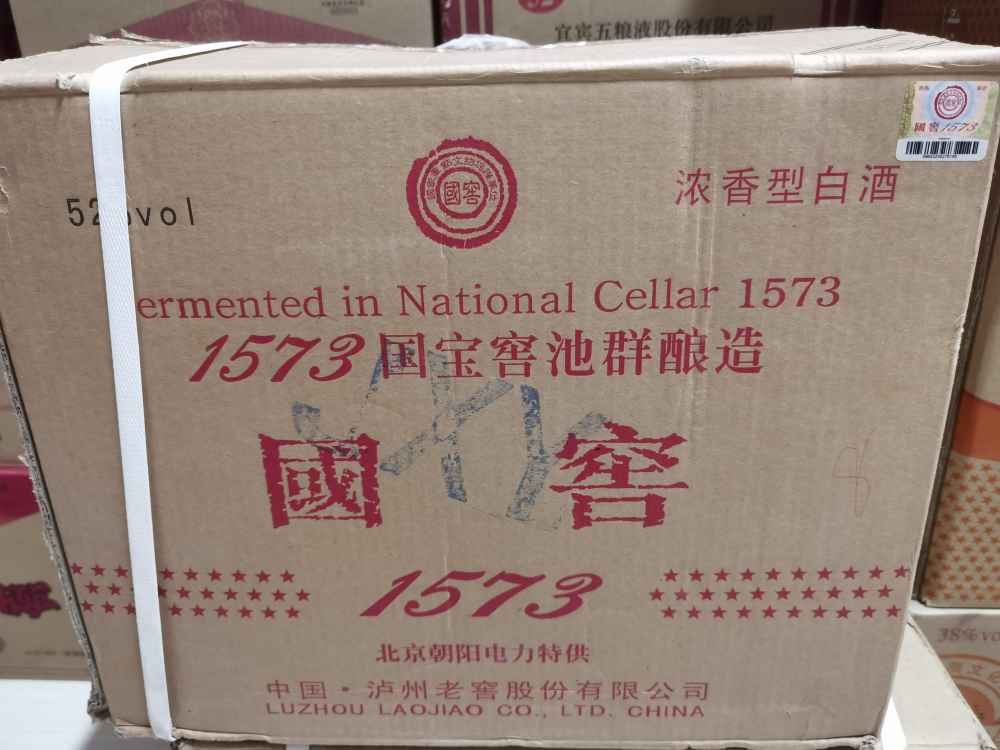 宜宾五粮液股份有限公司
國窖 1573
浓香型白酒
國窖
vol
ermented in National Cellar 1573
1573国宝窖池群酿造
國窖
1573
北京朝阳电力特供
中国·泸州老窖股份有限公司
LUZHOU LAOJIAO CO., LTD. CHINA
38% vo